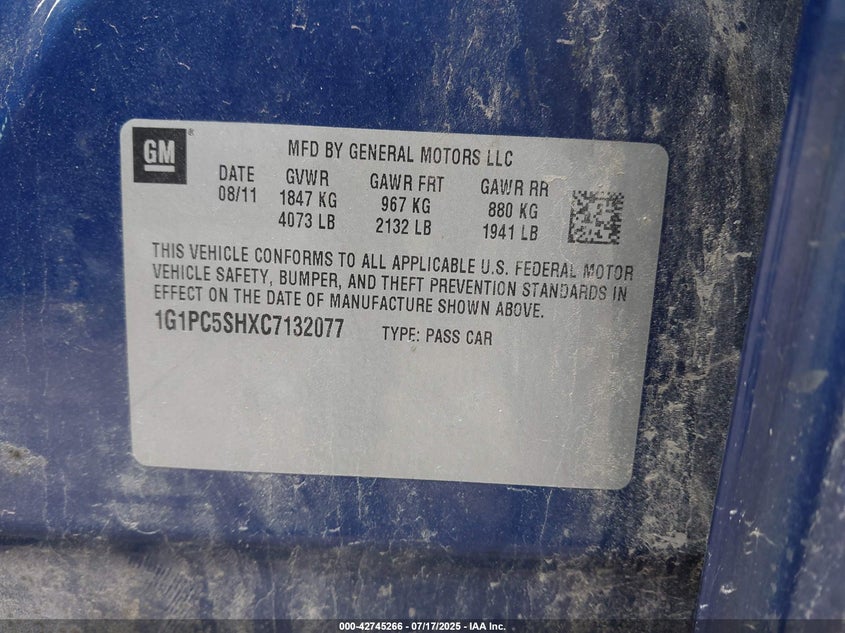 GM ®
MFD BY GENERAL MOTORS LLC
DATE GVWR GAWR FRT GAWR RR
08/11 1847 KG 967 KG 880 KG
4073 LB 2132 LB 1941 LB
THIS VEHICLE CONFORMS TO ALL APPLICABLE U.S. FEDERAL MOTOR
VEHICLE SAFETY, BUMPER, AND THEFT PREVENTION STANDARDS IN
EFFECT ON THE DATE OF MANUFACTURE SHOWN ABOVE.
1G1PC5SHXC7132077 TYPE: PASS CAR
000-42745266 - 07/17/2025 - IAA Inc.